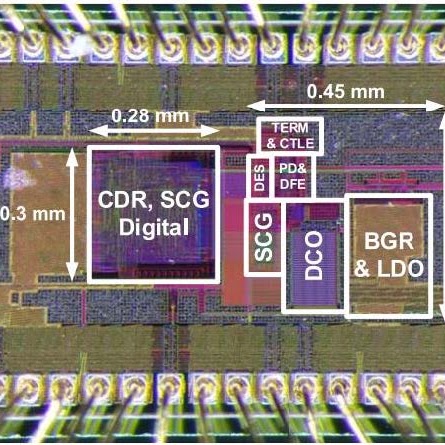 0.45 mm
0.28 mm
TERM
& CTLE
0.3 mm
CDR, SCG
Digital
DES
PD&
DFE
SCG
DCO
BGR
& LDO